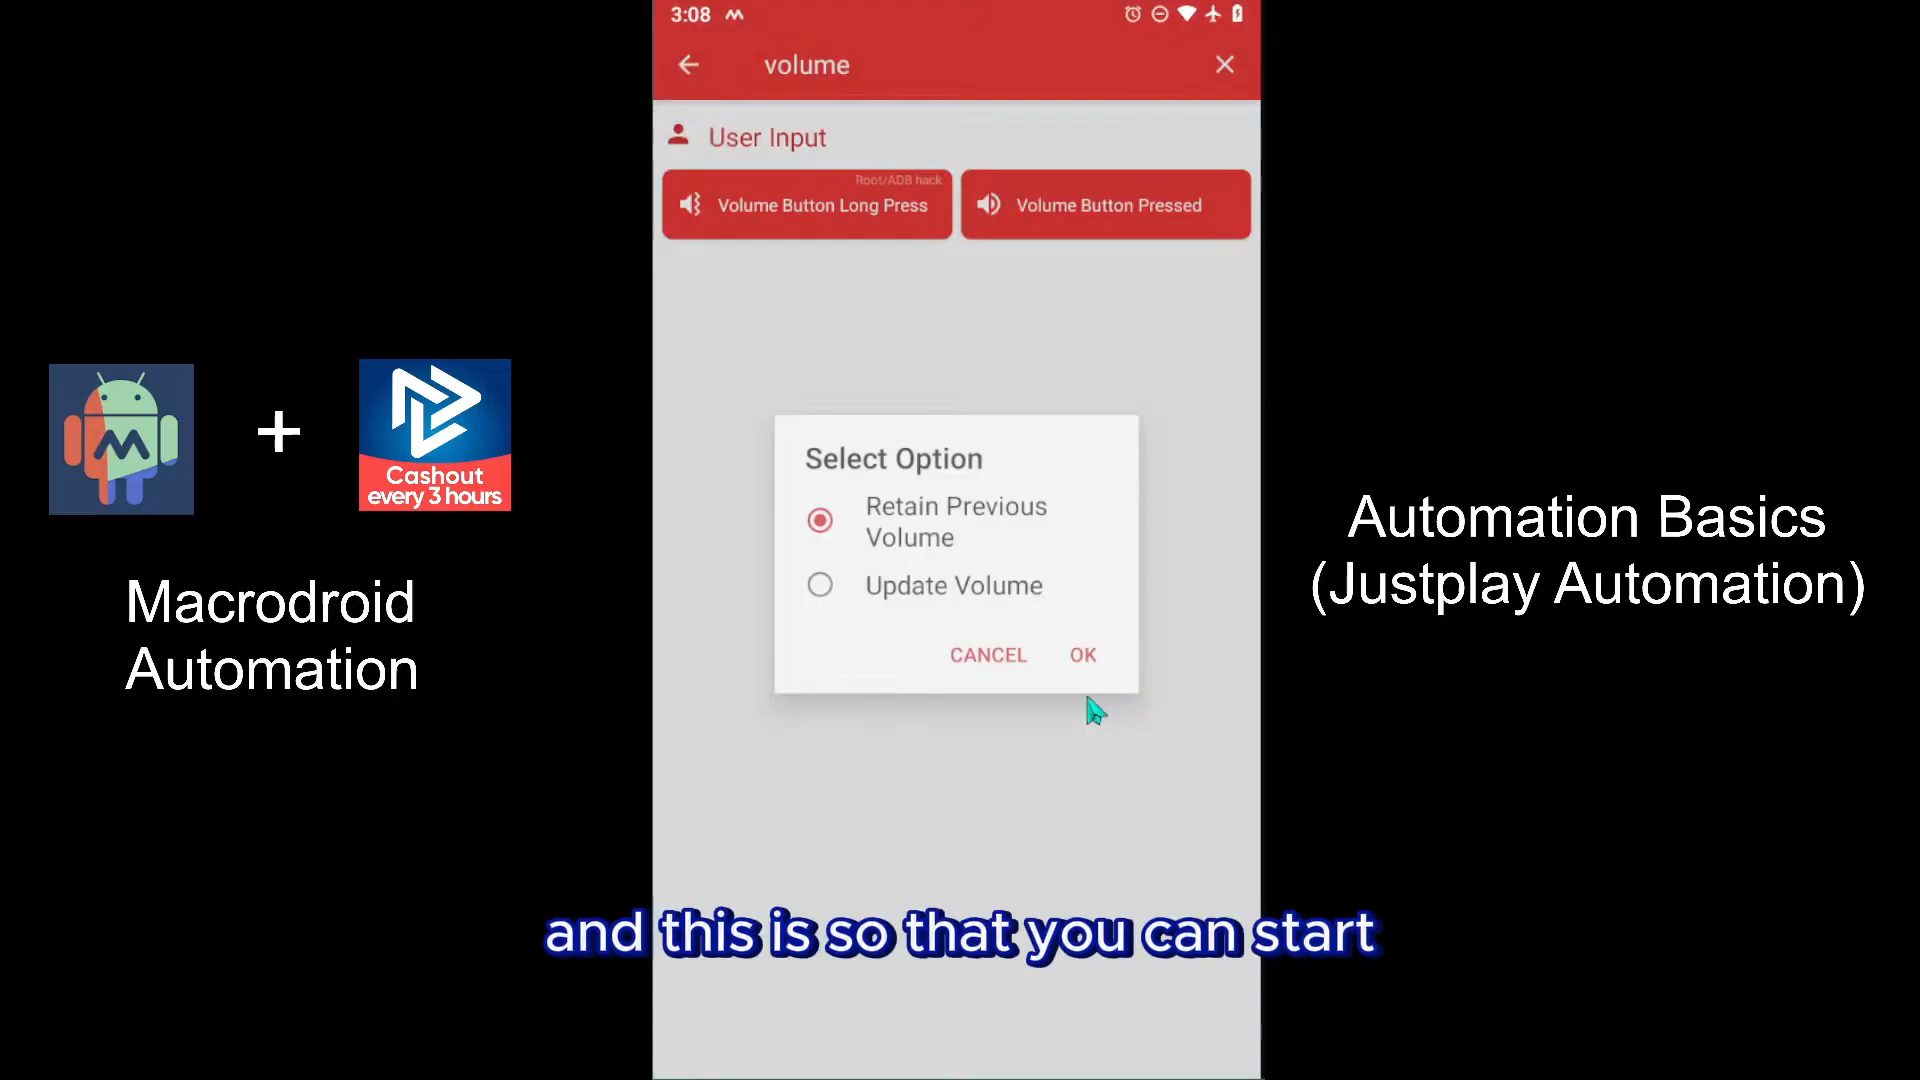 3:08
volume
User Input
Root/ADB hack
Volume Button Long Press
Volume Button Pressed
Select Option
Retain Previous
Volume
Update Volume
CANCEL OK
+
Cashout
every 3 hours
Macrodroid
Automation
Automation Basics
(Justplay Automation)
and this is so that you can start